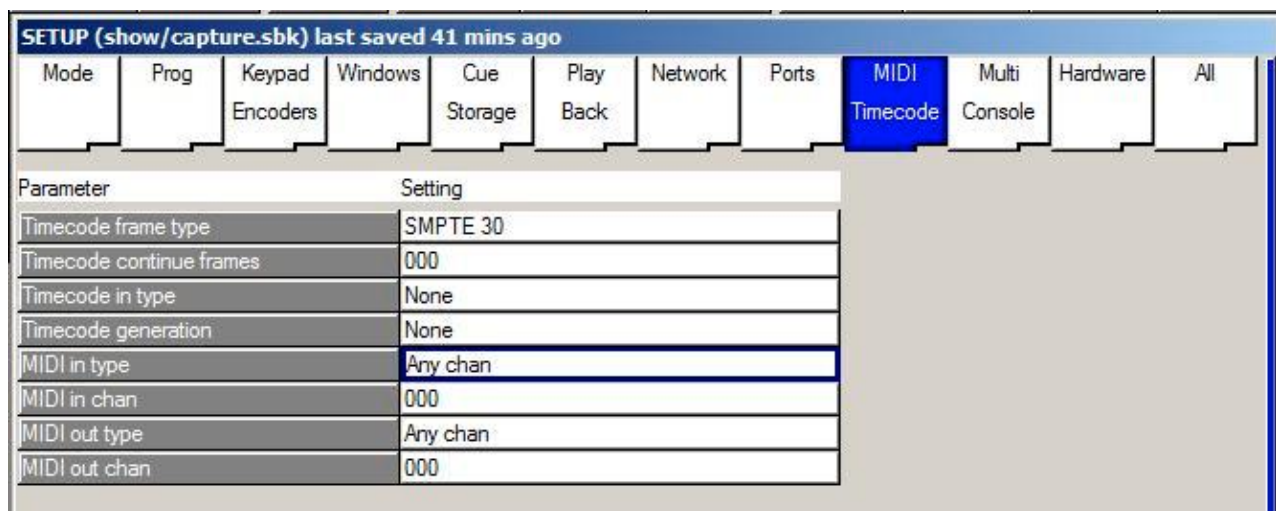 SETUP (show/capture.sbk) last saved 41 mins ago
Mode Prog Keypad Encoders Windows Cue Storage Play Back Network Ports MIDI Timecode Multi Console Hardware All
Parameter Setting
Timecode frame type SMPTE 30
Timecode continue frames 000
Timecode in type None
Timecode generation None
MIDI in type Any chan
MIDI in chan 000
MIDI out type Any chan
MIDI out chan 000